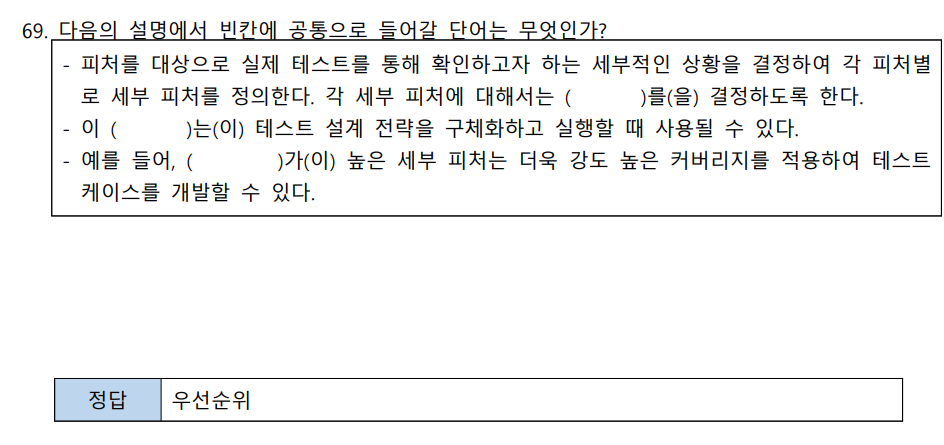 69. 다음의 설명에서 빈칸에 공통으로 들어갈 단어는 무엇인가?
- 피처를 대상으로 실제 테스트를 통해 확인하고자 하는 세부적인 상황을 결정하여 각 피처별
로 세부 피처를 정의한다. 각 세부 피처에 대해서는 (          )를(을) 결정하도록 한다.
- 이 (          )는(이) 테스트 설계 전략을 구체화하고 실행할 때 사용될 수 있다.
- 예를 들어, (          )가(이) 높은 세부 피처는 더욱 강도 높은 커버리지를 적용하여 테스트
케이스를 개발할 수 있다.
정답 우선순위